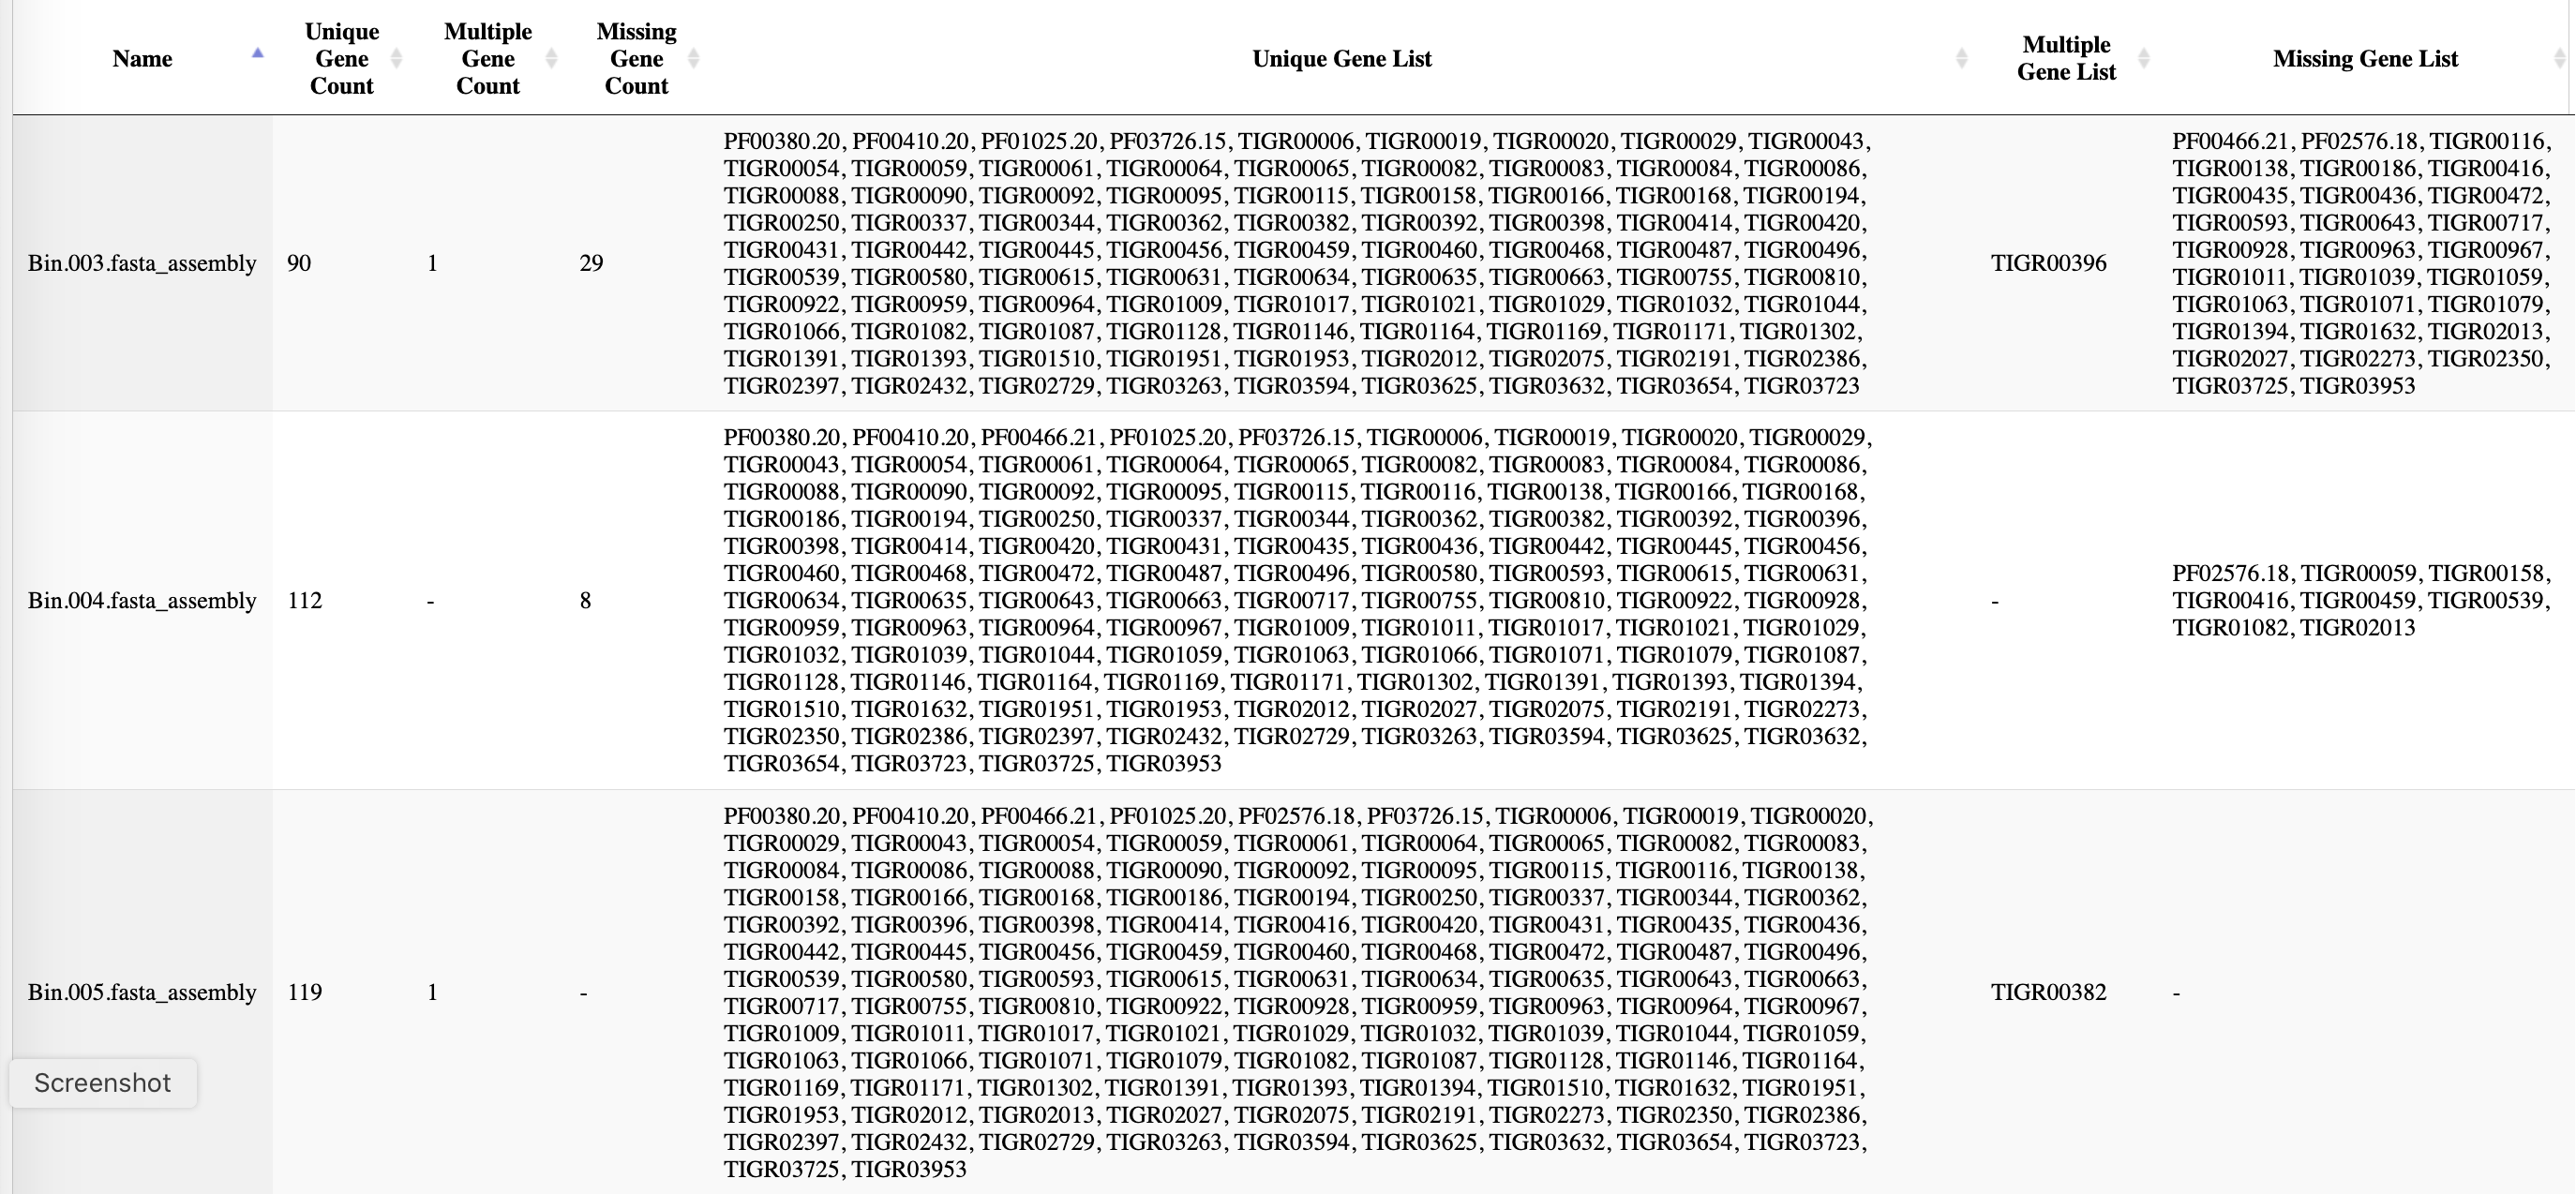 Name
Unique Gene Count
Multiple Gene Count
Missing Gene Count
Unique Gene List
Multiple Gene List
Missing Gene List
Bin.003.fasta_assembly
90
1
29
PF00380.20, PF00410.20, PF01025.20, PF03726.15, TIGR00006, TIGR00019, TIGR00020, TIGR00029, TIGR00043,
TIGR00054, TIGR00059, TIGR00061, TIGR00064, TIGR00065, TIGR00082, TIGR00083, TIGR00084, TIGR00086,
TIGR00088, TIGR00090, TIGR00092, TIGR00095, TIGR00115, TIGR00158, TIGR00166, TIGR00168, TIGR00194,
TIGR00250, TIGR00337, TIGR00344, TIGR00362, TIGR00382, TIGR00392, TIGR00398, TIGR00414, TIGR00420,
TIGR00431, TIGR00442, TIGR00445, TIGR00456, TIGR00459, TIGR00460, TIGR00468, TIGR00487, TIGR00496,
TIGR00539, TIGR00580, TIGR00615, TIGR00631, TIGR00634, TIGR00635, TIGR00663, TIGR00755, TIGR00810,
TIGR00922, TIGR00959, TIGR00964, TIGR01009, TIGR01017, TIGR01021, TIGR01029, TIGR01032, TIGR01044,
TIGR01066, TIGR01082, TIGR01087, TIGR01128, TIGR01146, TIGR01164, TIGR01169, TIGR01171, TIGR01302,
TIGR01391, TIGR01393, TIGR01510, TIGR01951, TIGR01953, TIGR02012, TIGR02075, TIGR02191, TIGR02386,
TIGR02397, TIGR02432, TIGR02729, TIGR03263, TIGR03594, TIGR03625, TIGR03632, TIGR03654, TIGR03723
TIGR00396
PF00466.21, PF02576.18, TIGR00116,
TIGR00138, TIGR00186, TIGR00416,
TIGR00435, TIGR00436, TIGR00472,
TIGR00593, TIGR00643, TIGR00717,
TIGR00928, TIGR00963, TIGR00967,
TIGR01011, TIGR01039, TIGR01059,
TIGR01063, TIGR01071, TIGR01079,
TIGR01394, TIGR01632, TIGR02013,
TIGR02027, TIGR02273, TIGR02350,
TIGR03725, TIGR03953
Bin.004.fasta_assembly
112
-
8
PF00380.20, PF00410.20, PF00466.21, PF01025.20, PF03726.15, TIGR00006, TIGR00019, TIGR00020, TIGR00029,
TIGR00043, TIGR00054, TIGR00061, TIGR00064, TIGR00065, TIGR00082, TIGR00083, TIGR00084, TIGR00086,
TIGR00088, TIGR00090, TIGR00092, TIGR00095, TIGR00115, TIGR00116, TIGR00138, TIGR00166, TIGR00168,
TIGR00186, TIGR00194, TIGR00250, TIGR00337, TIGR00344, TIGR00362, TIGR00382, TIGR00392, TIGR00396,
TIGR00398, TIGR00414, TIGR00420, TIGR00431, TIGR00435, TIGR00436, TIGR00442, TIGR00445, TIGR00456,
TIGR00460, TIGR00468, TIGR00472, TIGR00487, TIGR00496, TIGR00580, TIGR00593, TIGR00615, TIGR00631,
TIGR00634, TIGR00635, TIGR00643, TIGR00663, TIGR00717, TIGR00755, TIGR00810, TIGR00922, TIGR00928,
TIGR00959, TIGR00963, TIGR00964, TIGR00967, TIGR01009, TIGR01011, TIGR01017, TIGR01021, TIGR01029,
TIGR01032, TIGR01039, TIGR01044, TIGR01059, TIGR01063, TIGR01066, TIGR01071, TIGR01079, TIGR01087,
TIGR01128, TIGR01146, TIGR01164, TIGR01169, TIGR01171, TIGR01302, TIGR01391, TIGR01393, TIGR01394,
TIGR01510, TIGR01632, TIGR01951, TIGR01953, TIGR02012, TIGR02027, TIGR02075, TIGR02191, TIGR02273,
TIGR02350, TIGR02386, TIGR02397, TIGR02432, TIGR02729, TIGR03263, TIGR03594, TIGR03625, TIGR03632,
TIGR03654, TIGR03723, TIGR03725, TIGR03953
-
PF02576.18, TIGR00059, TIGR00158,
TIGR00416, TIGR00459, TIGR00539,
TIGR01082, TIGR02013
Bin.005.fasta_assembly
119
1
-
PF00380.20, PF00410.20, PF00466.21, PF01025.20, PF02576.18, PF03726.15, TIGR00006, TIGR00019, TIGR00020,
TIGR00029, TIGR00043, TIGR00054, TIGR00059, TIGR00061, TIGR00064, TIGR00065, TIGR00082, TIGR00083,
TIGR00084, TIGR00086, TIGR00088, TIGR00090, TIGR00092, TIGR00095, TIGR00115, TIGR00116, TIGR00138,
TIGR00158, TIGR00166, TIGR00168, TIGR00186, TIGR00194, TIGR00250, TIGR00337, TIGR00344, TIGR00362,
TIGR00392, TIGR00396, TIGR00398, TIGR00414, TIGR00416, TIGR00420, TIGR00431, TIGR00435, TIGR00436,
TIGR00442, TIGR00445, TIGR00456, TIGR00459, TIGR00460, TIGR00468, TIGR00472, TIGR00487, TIGR00496,
TIGR00539, TIGR00580, TIGR00593, TIGR00615, TIGR00631, TIGR00634, TIGR00635, TIGR00643, TIGR00663,
TIGR00717, TIGR00755, TIGR00810, TIGR00922, TIGR00928, TIGR00959, TIGR00963, TIGR00964, TIGR00967,
TIGR01009, TIGR01011, TIGR01017, TIGR01021, TIGR01029, TIGR01032, TIGR01039, TIGR01044, TIGR01059,
TIGR01063, TIGR01066, TIGR01071, TIGR01079, TIGR01082, TIGR01087, TIGR01128, TIGR01146, TIGR01164,
TIGR01169, TIGR01171, TIGR01302, TIGR01391, TIGR01393, TIGR01394, TIGR01510, TIGR01632, TIGR01951,
TIGR01953, TIGR02012, TIGR02013, TIGR02027, TIGR02075, TIGR02191, TIGR02273, TIGR02350, TIGR02386,
TIGR02397, TIGR02432, TIGR02729, TIGR03263, TIGR03594, TIGR03625, TIGR03632, TIGR03654, TIGR03723,
TIGR03725, TIGR03953
TIGR00382
-
Screenshot